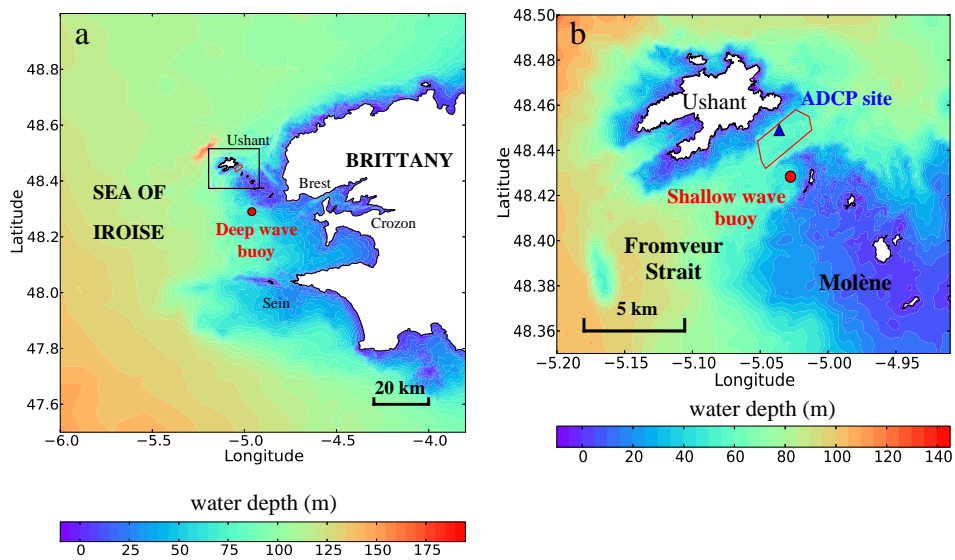 a
48.8
48.6
48.4
48.2
48.0
47.8
47.6
Latitude
Ushant
BRITTANY
SEA OF
IROISE
Brest
Crozon
Deep wave
buoy
Sein
20 km
−6.0 −5.5 −5.0 −4.5 −4.0
Longitude
water depth (m)
0 25 50 75 100 125 150 175
b
48.50
48.48
48.46
48.44
48.42
48.40
48.38
48.36
Latitude
Ushant
ADCP site
Shallow wave
buoy
Fromveur
Strait
Molène
5 km
−5.20 −5.15 −5.10 −5.05 −5.00 −4.95
Longitude
water depth (m)
0 20 40 60 80 100 120 140